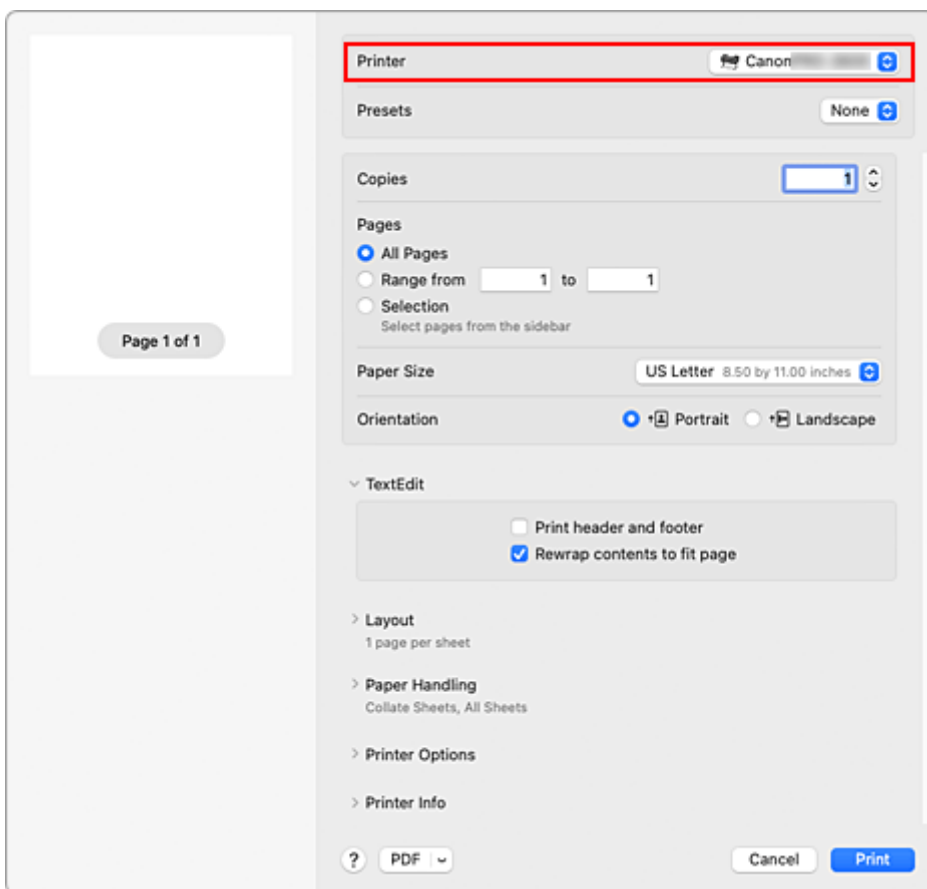 Printer Canon
Presets None
Copies 1
Pages
All Pages
Range from 1 to 1
Selection
Select pages from the sidebar
Page 1 of 1
Paper Size US Letter 8.50 by 11.00 inches
Orientation Portrait Landscape
TextEdit
Print header and footer
Rewrap contents to fit page
Layout
1 page per sheet
Paper Handling
Collate Sheets, All Sheets
Printer Options
Printer Info
? PDF Cancel Print